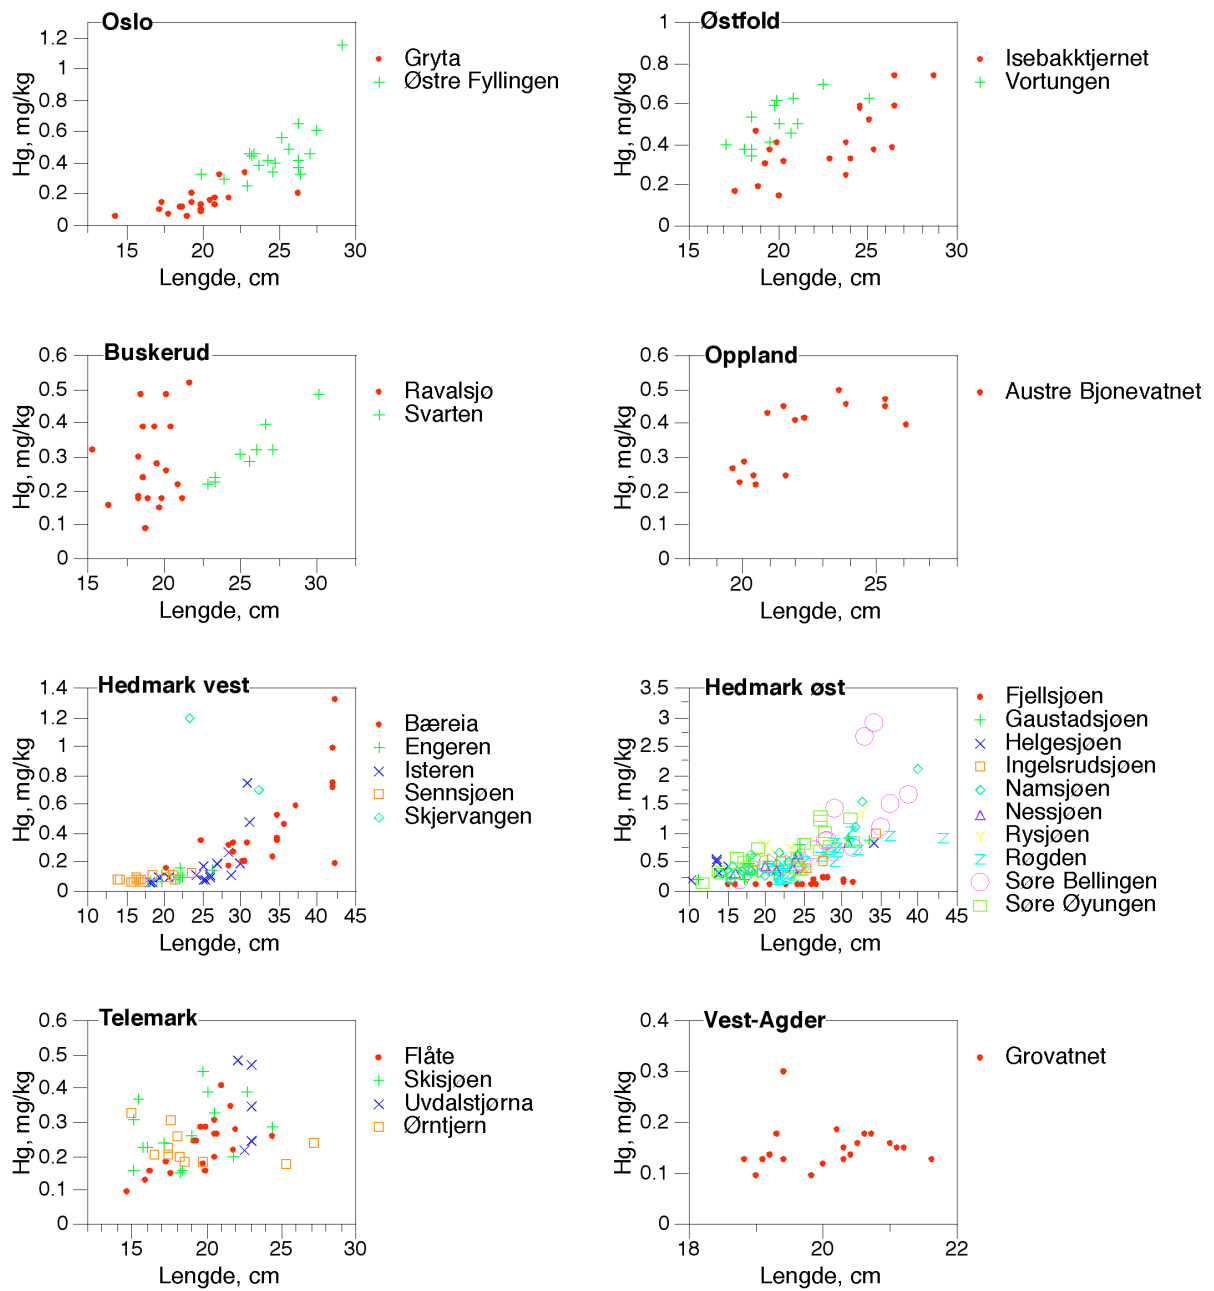 Oslo
1.2
1
0.8
0.6
0.4
0.2
0
Hg, mg/kg
15 20 25 30
Lengde, cm
Gryta
Østre Fyllingen
Østfold
1
0.8
0.6
0.4
0.2
0
Hg, mg/kg
15 20 25 30
Lengde, cm
Isebakktjernet
Vortungen
Buskerud
0.6
0.5
0.4
0.3
0.2
0.1
0
Hg, mg/kg
15 20 25 30
Lengde, cm
Ravalsjø
Svarten
Oppland
0.6
0.5
0.4
0.3
0.2
0.1
0
Hg, mg/kg
20 25
Lengde, cm
Austre Bjonevatnet
Hedmark vest
1.4
1.2
1
0.8
0.6
0.4
0.2
0
Hg, mg/kg
10 15 20 25 30 35 40 45
Lengde, cm
Bæreia
Engeren
Isteren
Sennsjøen
Skjervangen
Hedmark øst
3.5
3
2.5
2
1.5
1
0.5
0
Hg, mg/kg
10 15 20 25 30 35 40 45
Lengde, cm
Fjellsjøen
Gaustadsjøen
Helgesjøen
Ingelsrudsjøen
Namsjøen
Nessjøen
Rysjøen
Røgden
Søre Bellingen
Søre Øyungen
Telemark
0.6
0.5
0.4
0.3
0.2
0.1
0
Hg, mg/kg
15 20 25 30
Lengde, cm
Flåte
Skisjøen
Uvdalstjørna
Ørntjern
Vest-Agder
0.4
0.3
0.2
0.1
0
Hg, mg/kg
18 20 22
Lengde, cm
Grovatnet